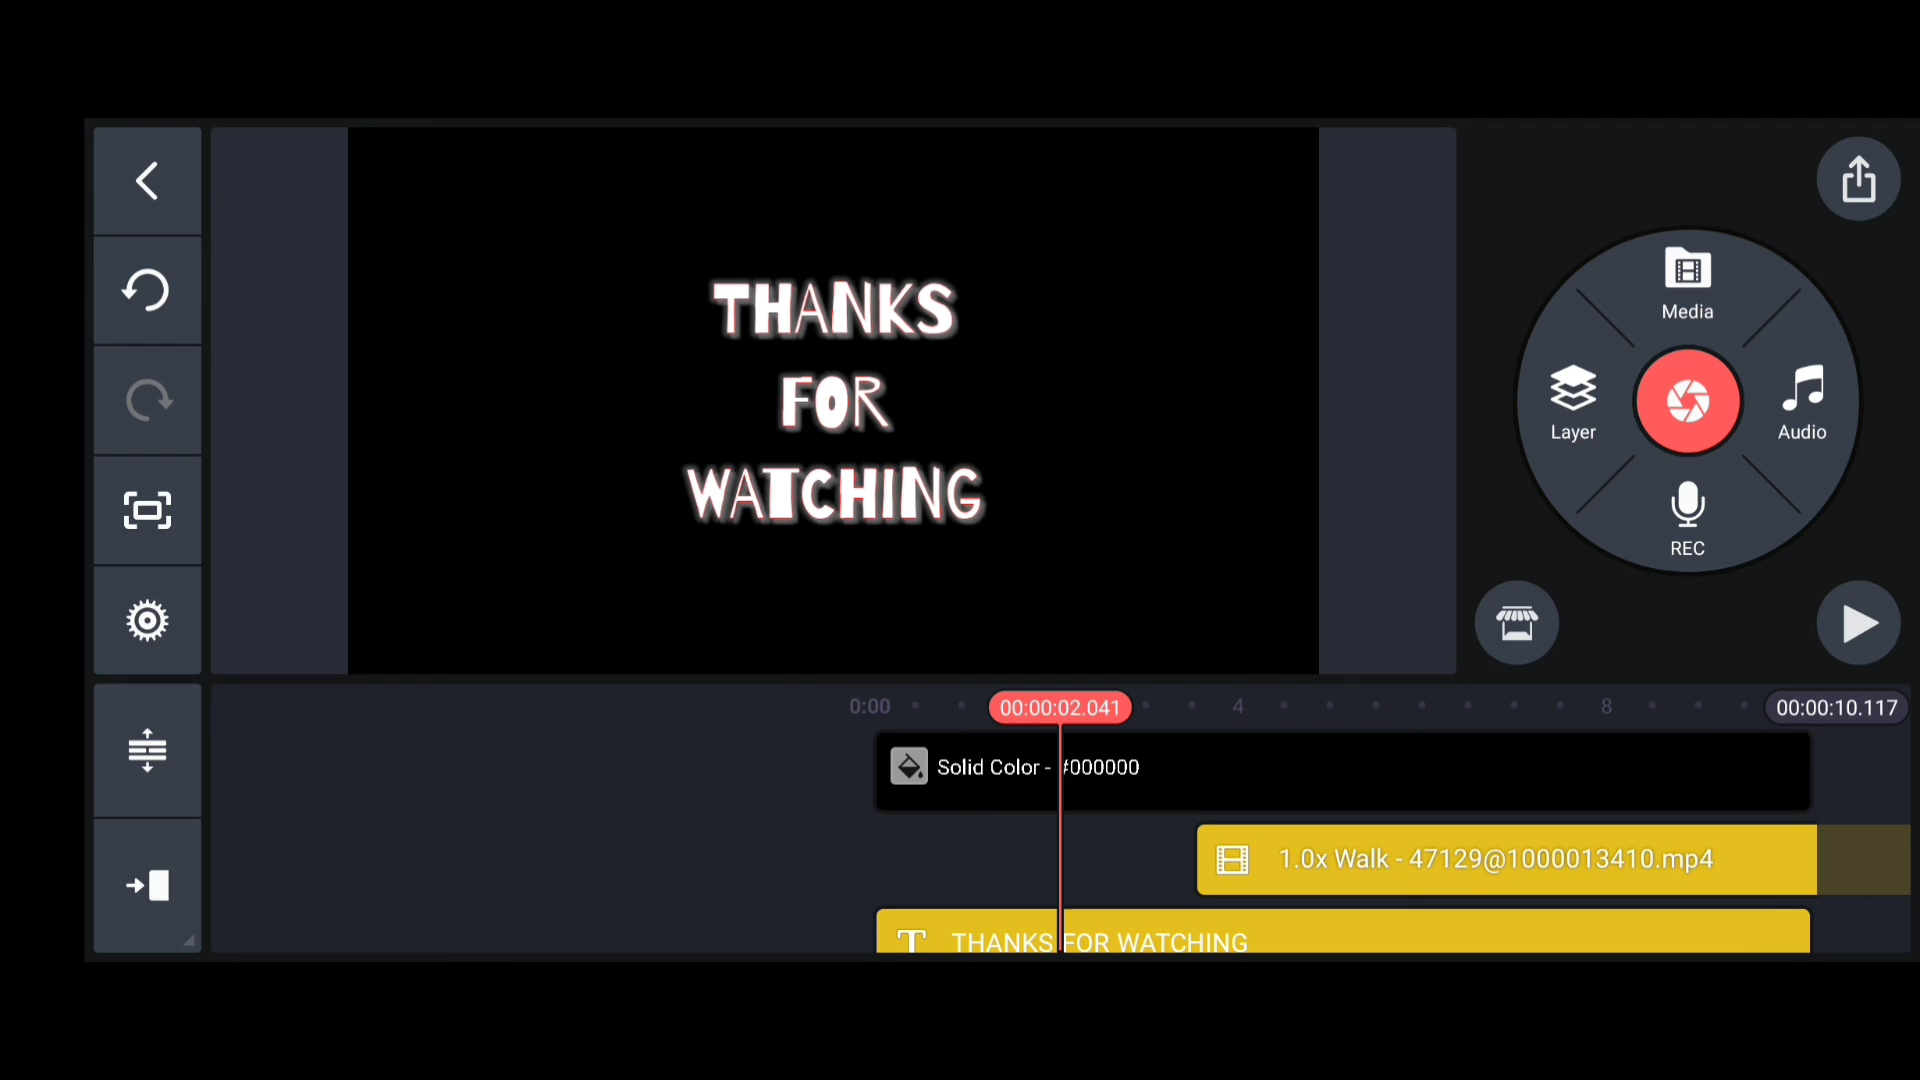 THANKS
FOR
WATCHING
Media
Layer
Audio
REC
0:00
00:00:02.041
4
8
00:00:10.117
Solid Color - #000000
1.0x Walk - 47129@1000013410.mp4
T THANKS FOR WATCHING